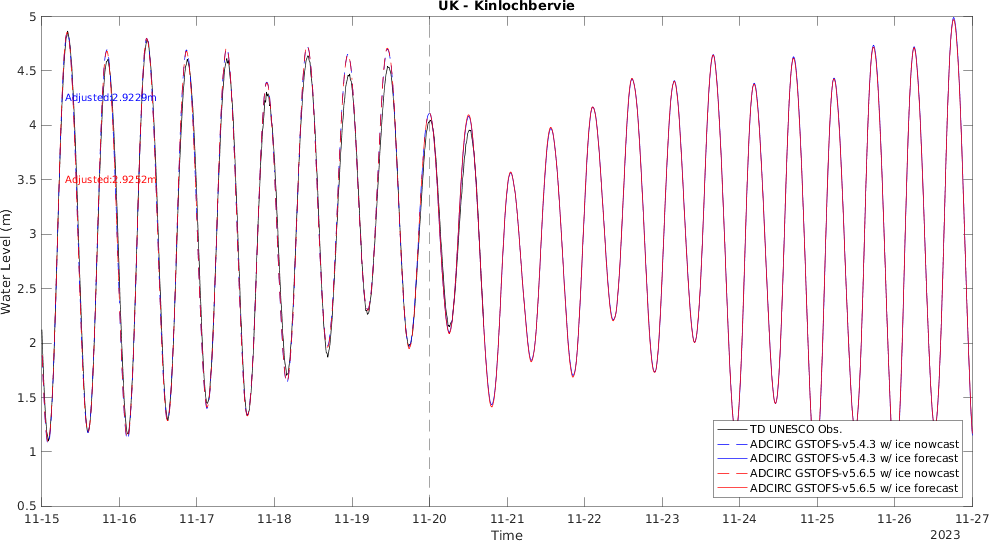 UK - Kinlochbervie
5
4.5
4
3.5
3
2.5
2
1.5
1
0.5
Water Level (m)
Adjusted:2.9229m
Adjusted:2.9252m
TD UNESCO Obs.
ADCIRC GSTOFS-v5.4.3 w/ ice nowcast
ADCIRC GSTOFS-v5.4.3 w/ ice forecast
ADCIRC GSTOFS-v5.6.5 w/ ice nowcast
ADCIRC GSTOFS-v5.6.5 w/ ice forecast
11-15 11-16 11-17 11-18 11-19 11-20 11-21 11-22 11-23 11-24 11-25 11-26 11-27
Time
2023